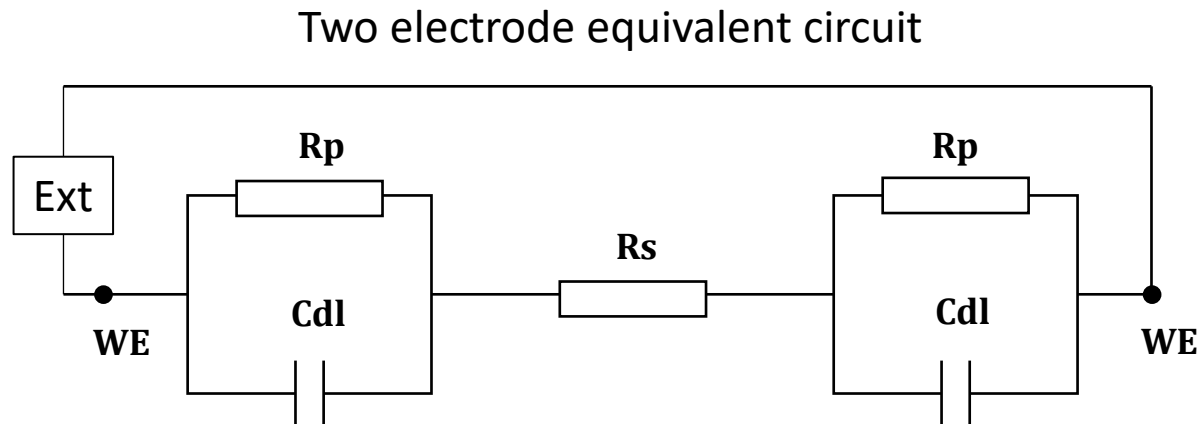 Two electrode equivalent circuit
Rp
Rp
Ext
Rs
Cdl
Cdl
WE
WE